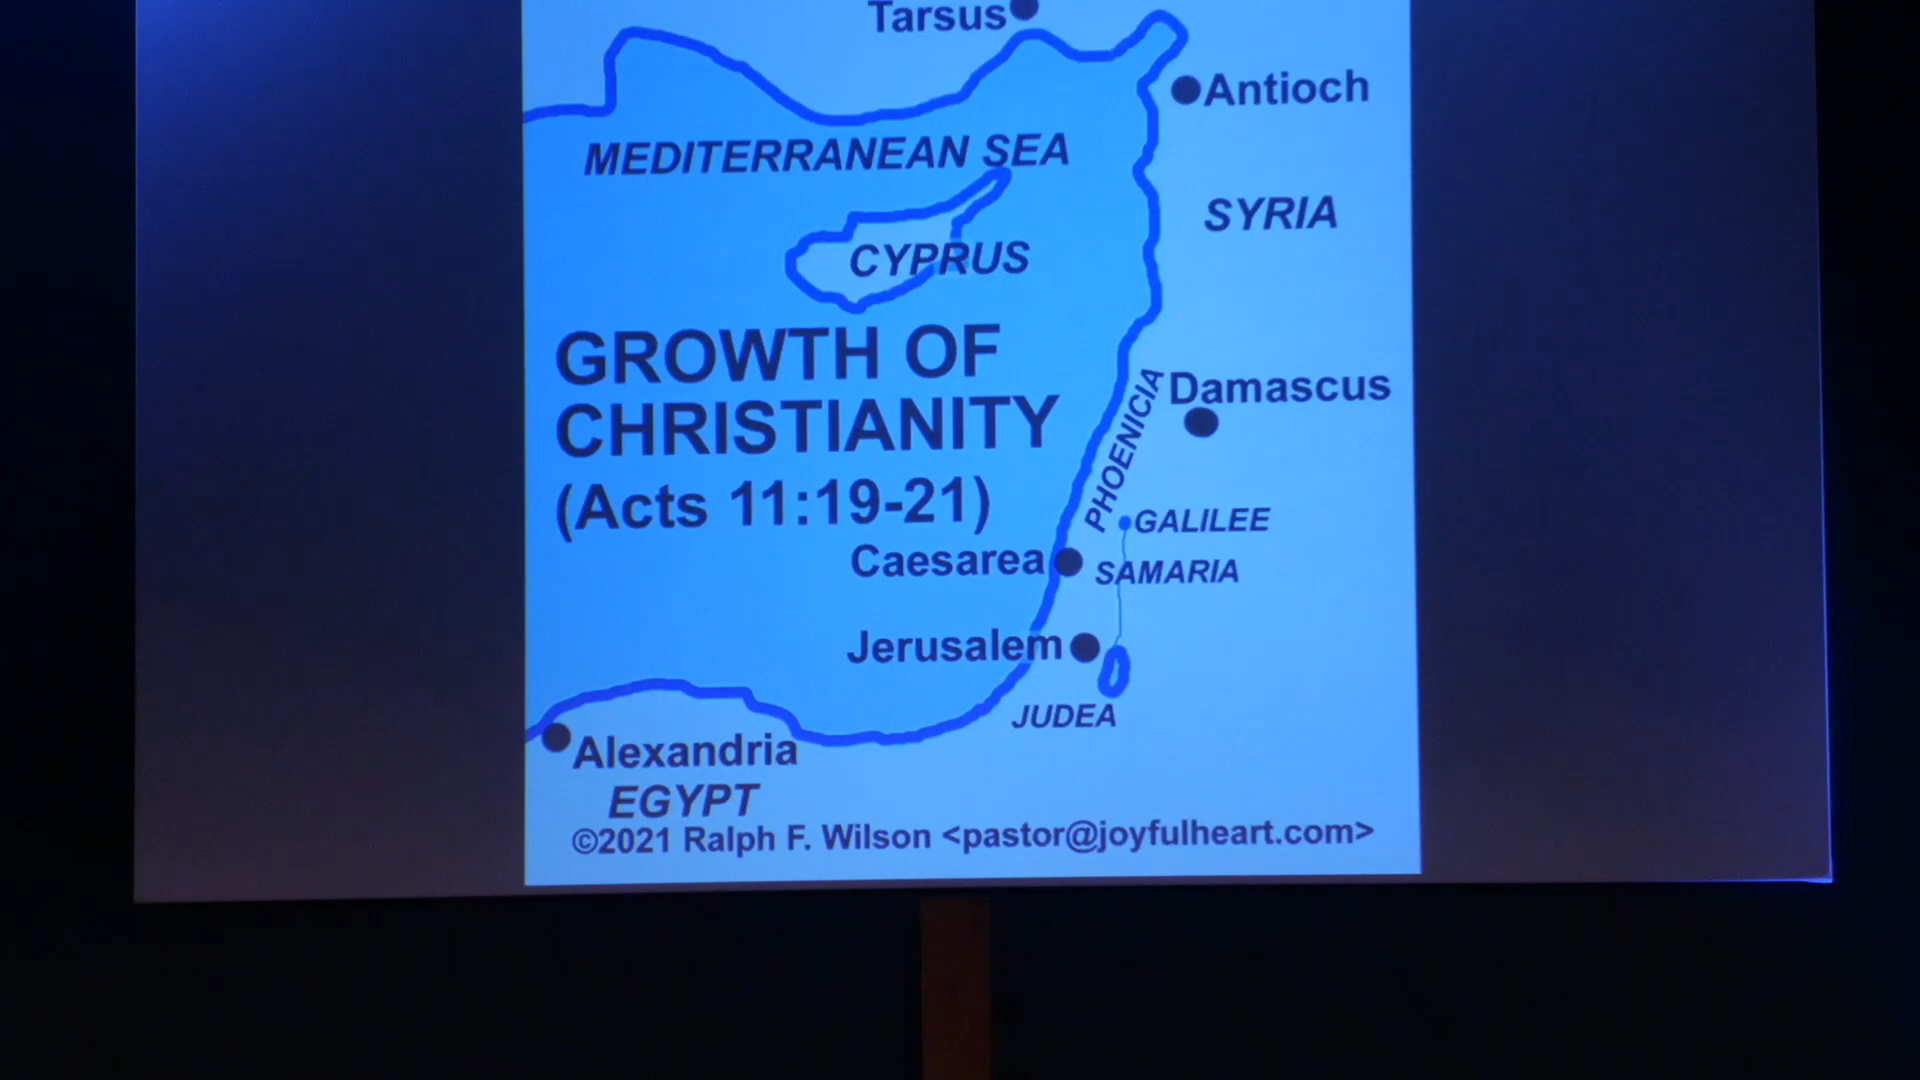 Tarsus
Antioch
MEDITERRANEAN SEA
SYRIA
CYPRUS
GROWTH OF
CHRISTIANITY
(Acts 11:19-21)
PHOENICIA
Damascus
GALILEE
Caesarea
SAMARIA
Jerusalem
JUDEA
Alexandria
EGYPT
©2021 Ralph F. Wilson <pastor@joyfulheart.com>